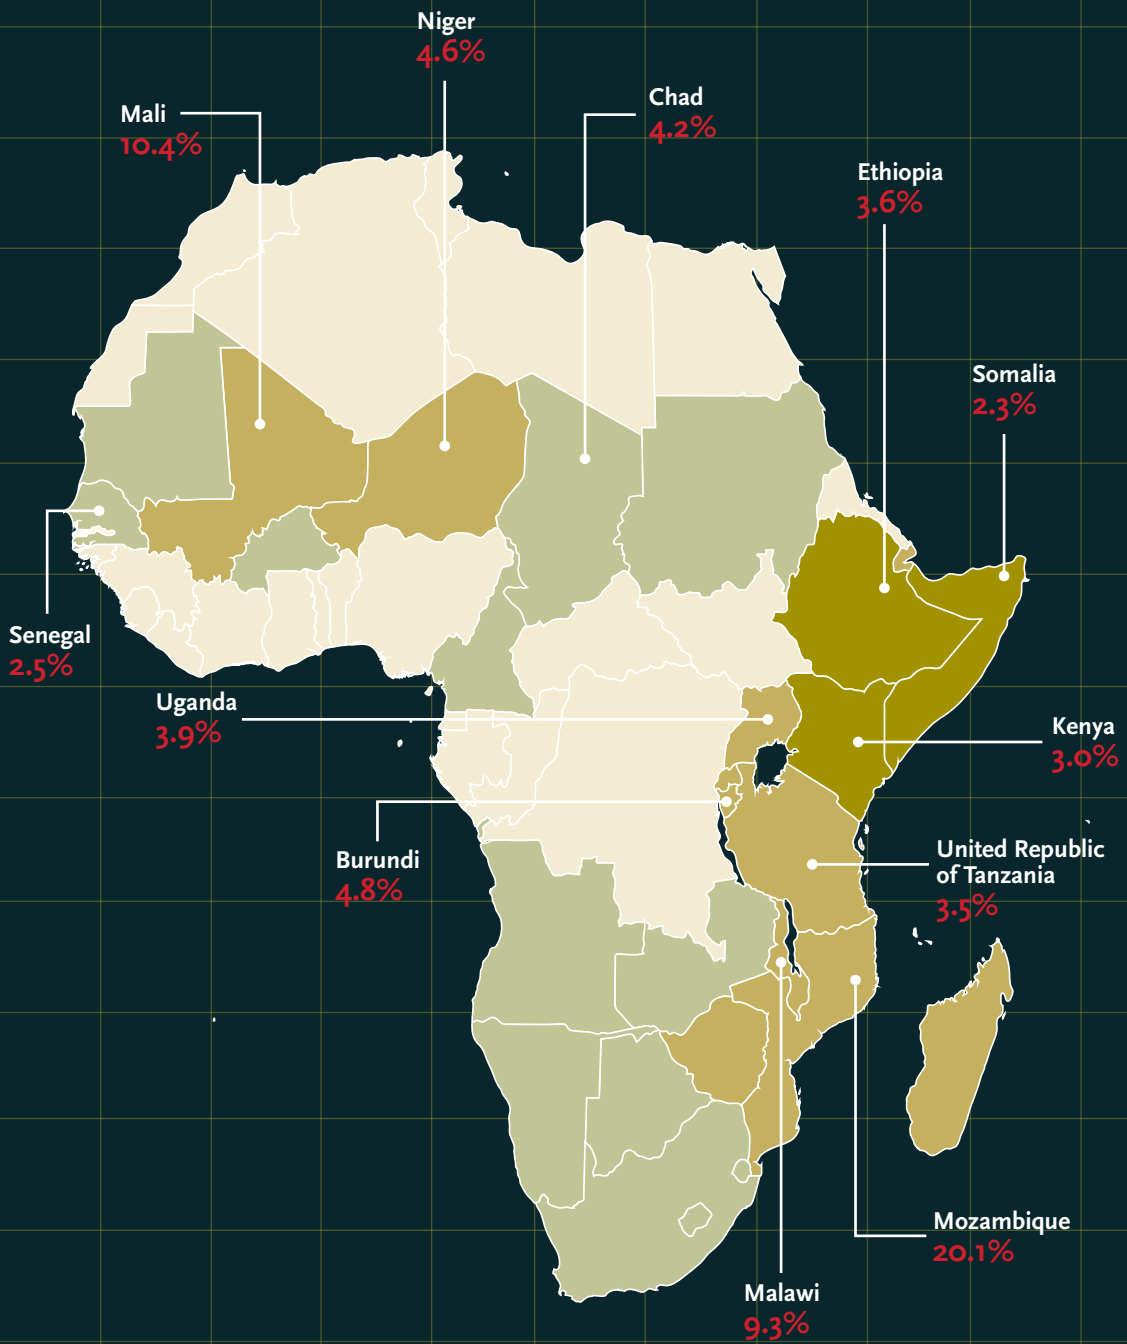 Niger
4.6%
Mali
10.4%
Chad
4.2%
Ethiopia
3.6%
Somalia
2.3%
Senegal
2.5%
Uganda
3.9%
Kenya
3.0%
Burundi
4.8%
United Republic
of Tanzania
3.5%
Mozambique
20.1%
Malawi
9.3%